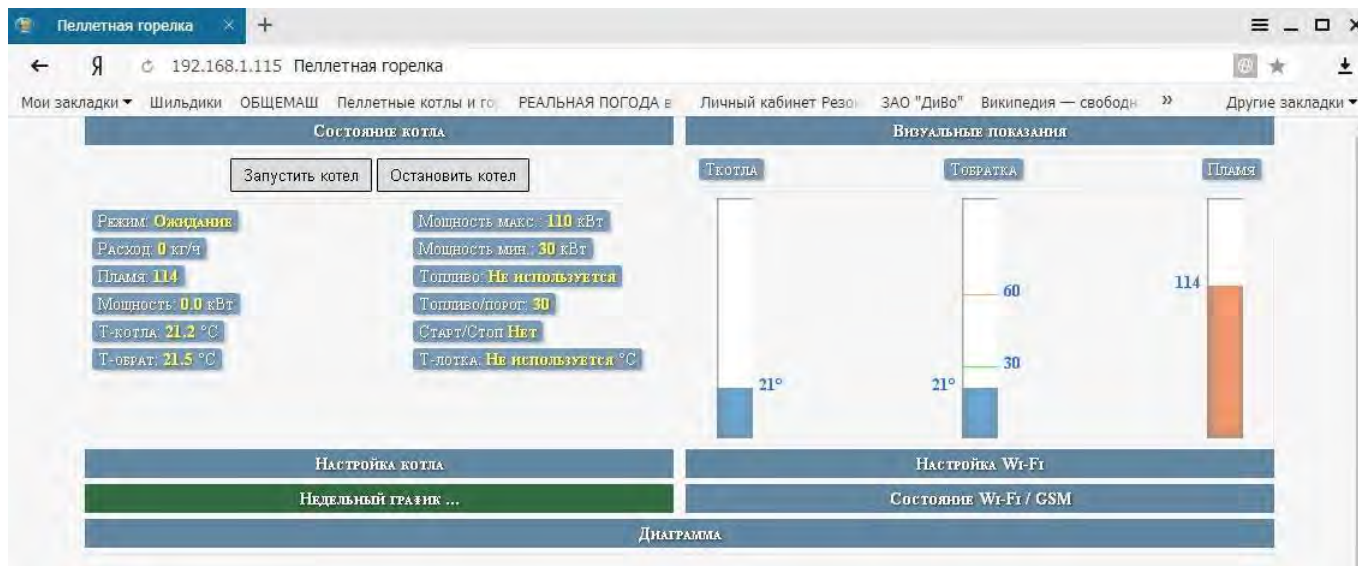 Пеллетная горелка
192.168.1.115 Пеллетная горелка
Мои закладки Шильдики ОБЩЕМАШ Пеллетные котлы и го РЕАЛЬНАЯ ПОГОДА в Личный кабинет Резо ЗАО "ДиВо" Википедия — свободн » Другие закладки
Состояние котла
Запустить котел Остановить котел
Режим: Ожидание
Расход: 0 кг/ч
Пламя: 114
Мощность: 0.0 кВт
Т-котла: 21.2 °C
Т-обрат: 21.5 °C
Мощность макс.: 110 кВт
Мощность мин.: 30 кВт
Топливо: Не используется
Топливо/порог: 30
Старт/Стоп Нет
Т-лотка: Не используется °C
Визуальные показания
Ткотла Тобратка Пламя
60
114
30
21° 21°
Настройка котла Настройка Wi-Fi
Недельный график ... Состояние Wi-Fi / GSM
Диаграмма